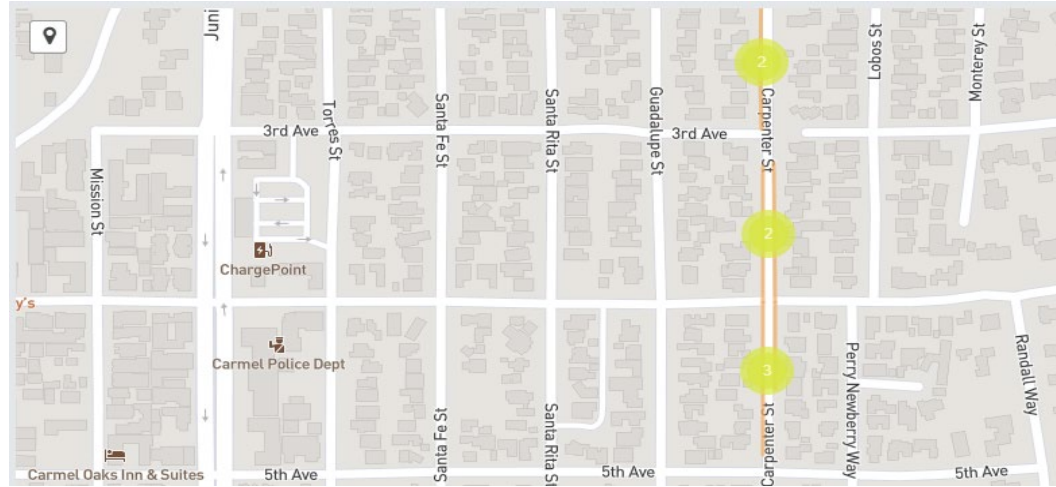 Juni
2
Lobos St
Monterey St
Torres St
Santa Fe St
Santa Rita St
Guadalupe St
Carpenter St
3rd Ave
3rd Ave
Mission St
2
ChargePoint
y's
Carmel Police Dept
3
Perry Newberry Way
Randall Way
Santa Fe St
Santa Rita St
Carpenter St
Carmel Oaks Inn & Suites
5th Ave
5th Ave
5th Ave